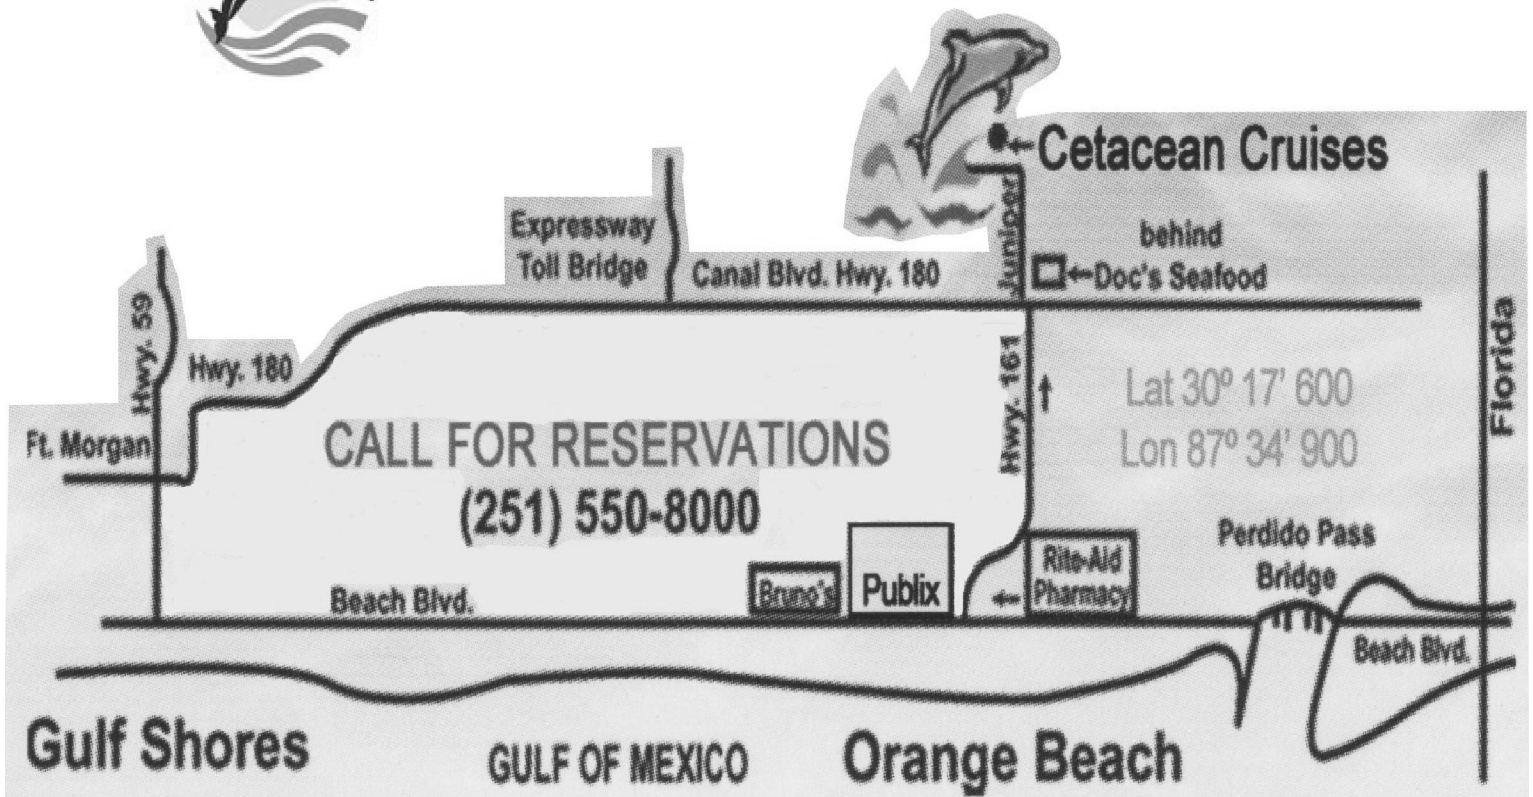 Cetacean Cruises
Juniper
behind
Doc's Seafood
Expressway
Toll Bridge
Canal Blvd. Hwy. 180
Hwy. 59
Hwy. 180
Ft. Morgan
Hwy. 161
Lat 30º 17’ 600
Lon 87º 34’ 900
Florida
CALL FOR RESERVATIONS
(251) 550-8000
Beach Blvd.
Bruno's
Publix
Rite-Aid
Pharmacy
Perdido Pass
Bridge
Beach Blvd.
Gulf Shores
GULF OF MEXICO
Orange Beach